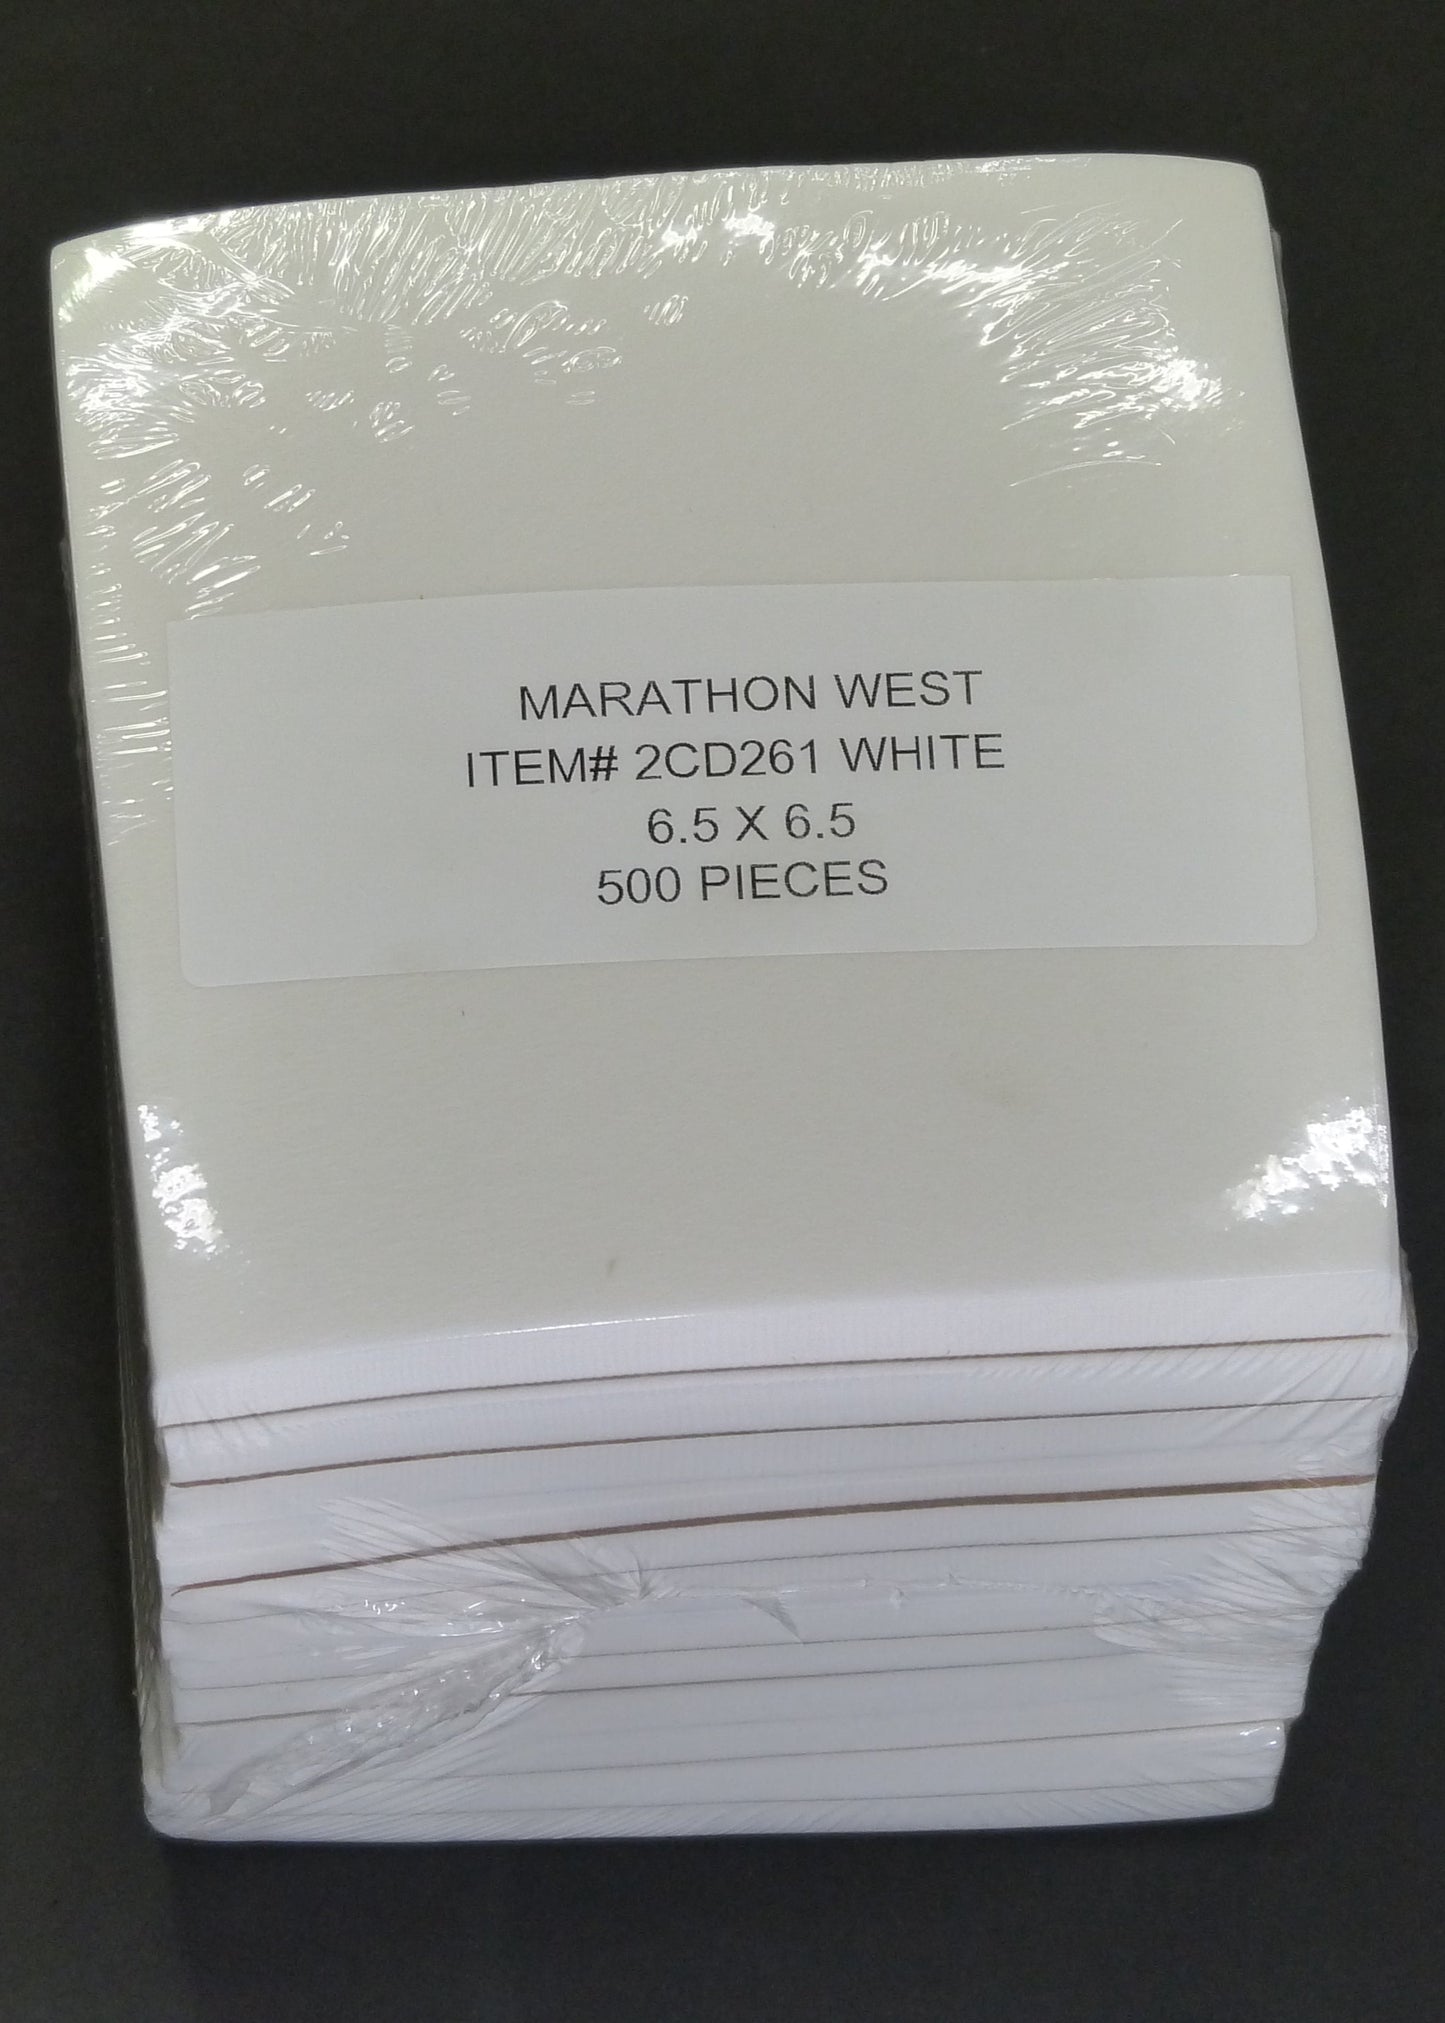 MARATHON WEST
ITEM# 2CD261 WHITE
6.5 X 6.5
500 PIECES